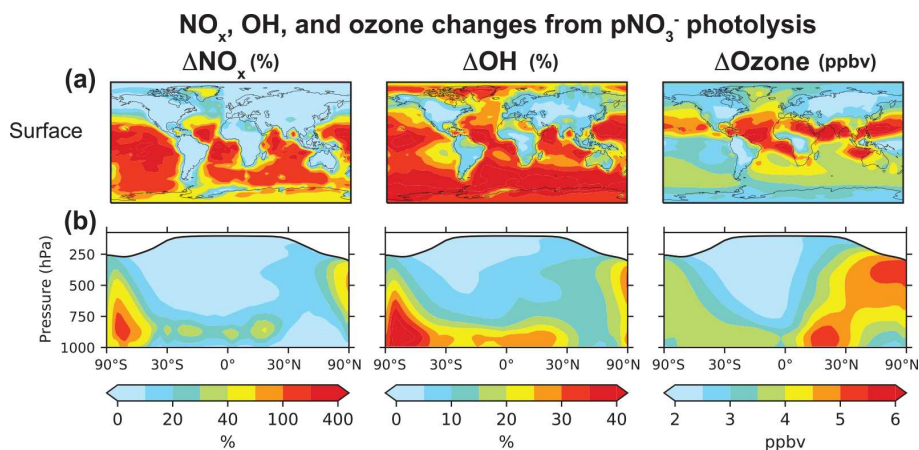 NOx, OH, and ozone changes from pNO3- photolysis
ΔNOx (%) ΔOH (%) ΔOzone (ppbv)
(a)
Surface
(b)
Pressure (hPa)
250
500
750
1000
90°S 30°S 0° 30°N 90°N 90°S 30°S 0° 30°N 90°N 90°S 30°S 0° 30°N 90°N
0 20 40 100 400 0 10 20 30 40 2 3 4 5 6
% % ppbv